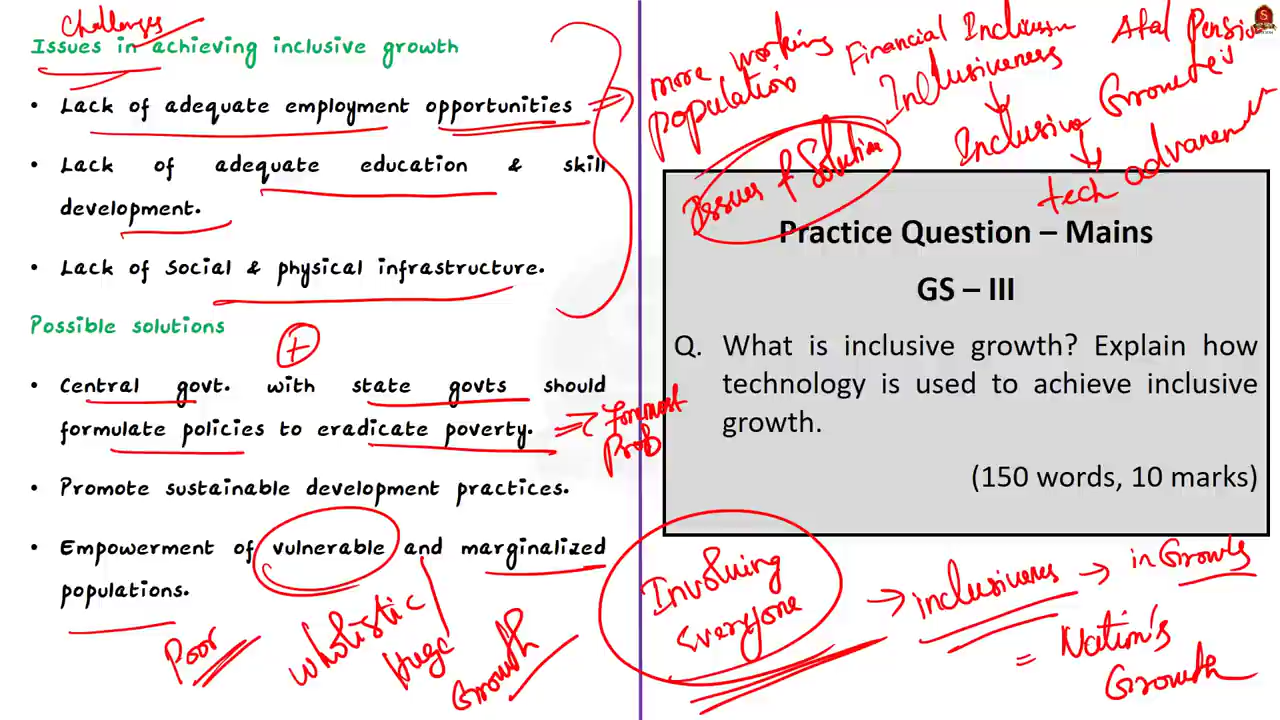 Challenges
Issues in achieving inclusive growth
• Lack of adequate employment opportunities
• Lack of adequate education & skill
development.
• Lack of Social & physical infrastructure.
Possible solutions
+
• Central govt. with state govts should
formulate policies to eradicate poverty.
Foremost
Prob
• Promote sustainable development practices.
• Empowerment of vulnerable and marginalized
populations.
Poor
Wholistic
Huge
Growth
more working
population
Financial Inclusion
Inclusiveness
Atal Pension
Inclusive Growth
tech advancement
Issues & Solution
Practice Question – Mains
GS – III
Q. What is inclusive growth? Explain how
technology is used to achieve inclusive
growth.
(150 words, 10 marks)
Involving
Everyone
inclusiveness
in Growth
= Nation's
Growth